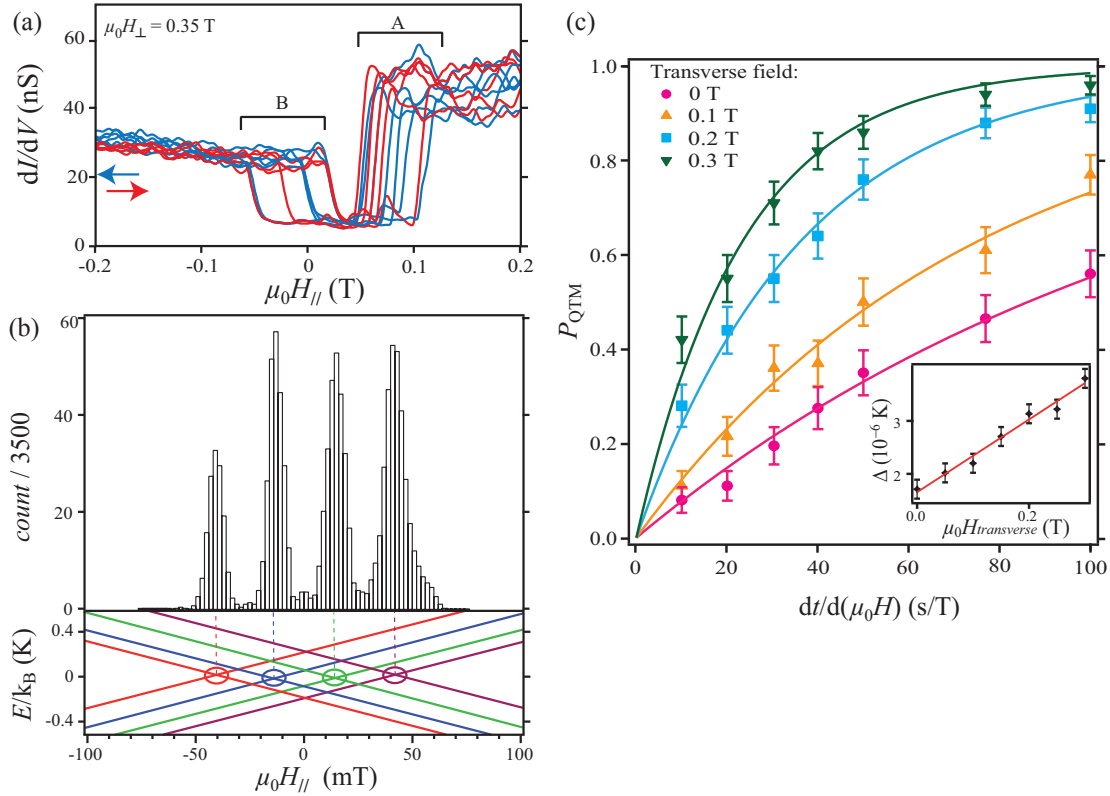 (a)
μ₀H⊥ = 0.35 T
A
B
60
40
20
0
dI/dV (nS)
-0.2
-0.1
0
0.1
0.2
μ₀H// (T)
(b)
60
40
20
0
count / 3500
0.4
0
-0.4
E/kB (K)
-100
-50
0
50
100
μ₀H// (mT)
(c)
Transverse field:
0 T
0.1 T
0.2 T
0.3 T
1.0
0.8
0.6
0.4
0.2
0.0
PQTM
0
20
40
60
80
100
dt/d(μ₀H) (s/T)
3
2
Δ (10⁻⁶ K)
0.0
0.2
μ₀Htransverse (T)